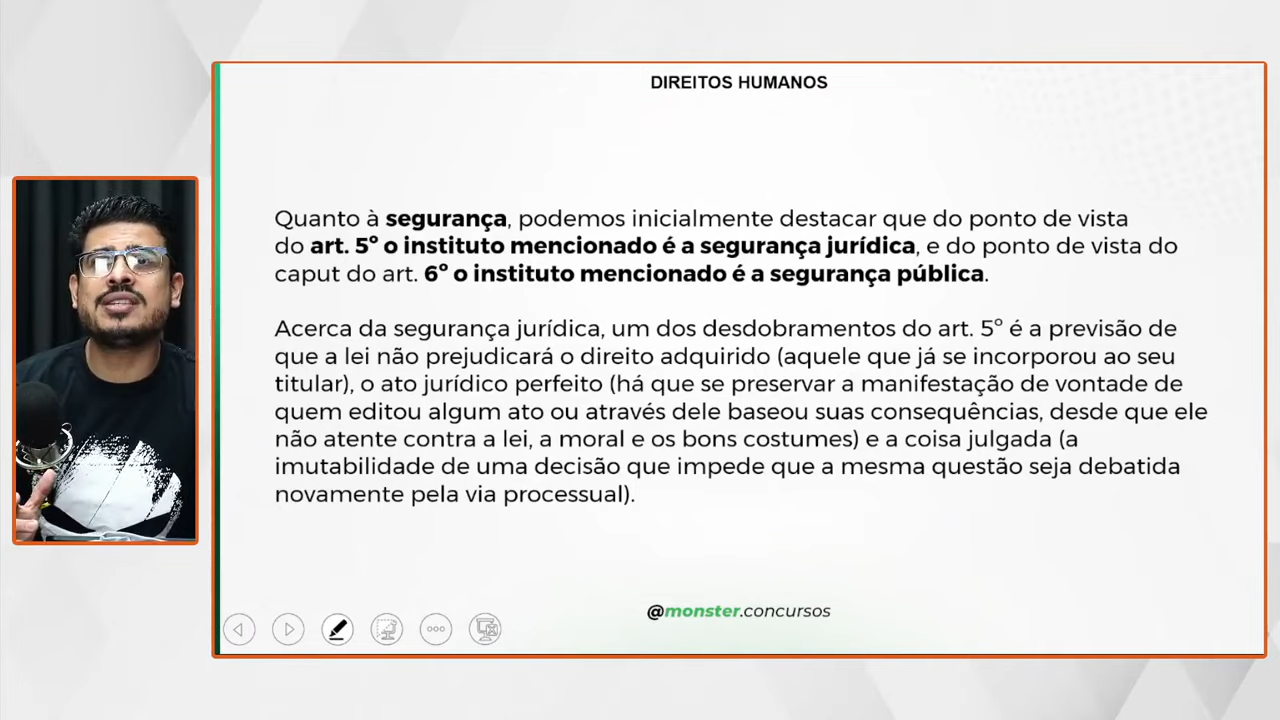 DIREITOS HUMANOS
Quanto à segurança, podemos inicialmente destacar que do ponto de vista
do art. 5º o instituto mencionado é a segurança jurídica, e do ponto de vista do
caput do art. 6º o instituto mencionado é a segurança pública.
Acerca da segurança jurídica, um dos desdobramentos do art. 5º é a previsão de
que a lei não prejudicará o direito adquirido (aquele que já se incorporou ao seu
titular), o ato jurídico perfeito (há que se preservar a manifestação de vontade de
quem editou algum ato ou através dele baseou suas consequências, desde que ele
não atente contra a lei, a moral e os bons costumes) e a coisa julgada (a
imutabilidade de uma decisão que impede que a mesma questão seja debatida
novamente pela via processual).
@monster.concursos